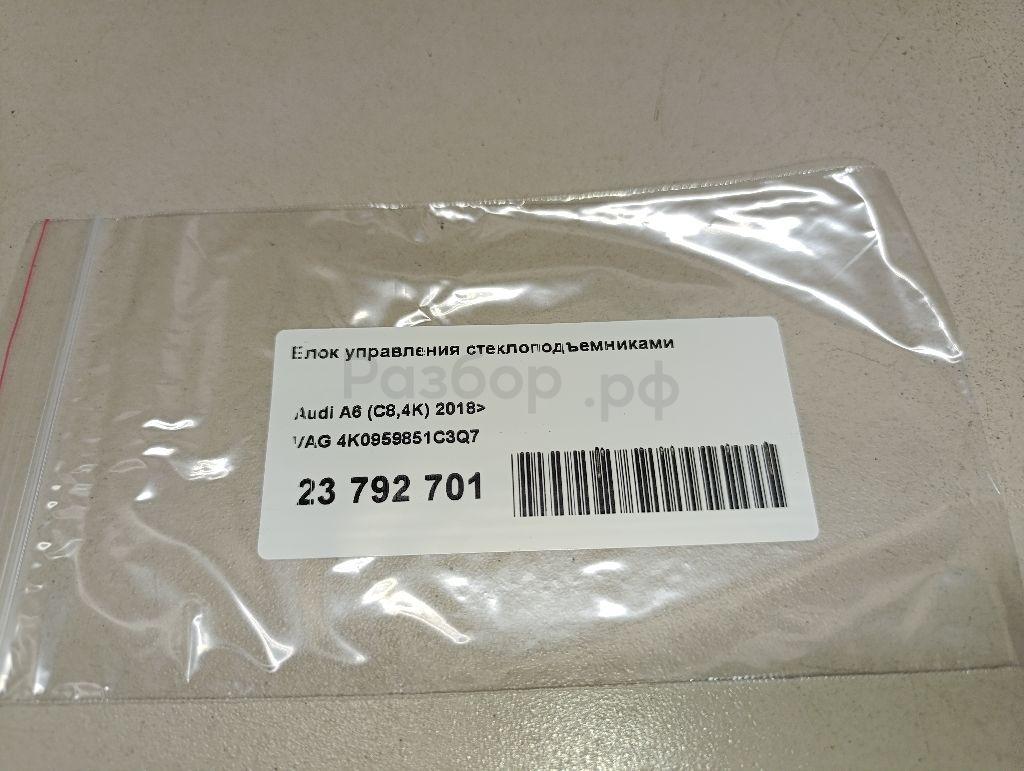 Блок управления стеклоподъемниками
Разбор.рф
Audi A6 (C8,4K) 2018>
VAG 4K0959851C3Q7
23 792 701